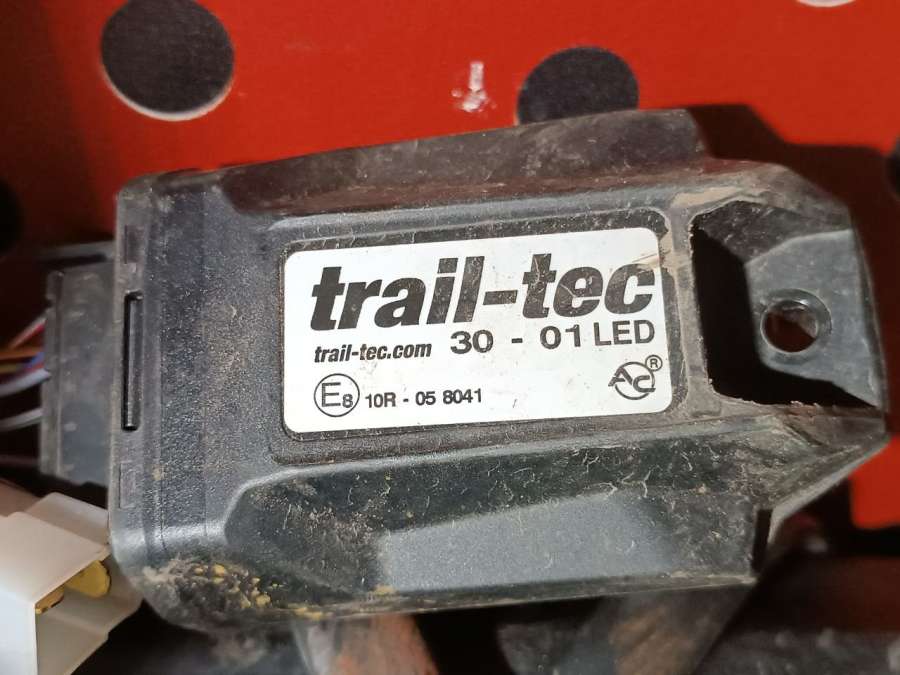 trail-tec
trail-tec.com 30 - 01 LED
E8 10R - 05 8041
AC ®